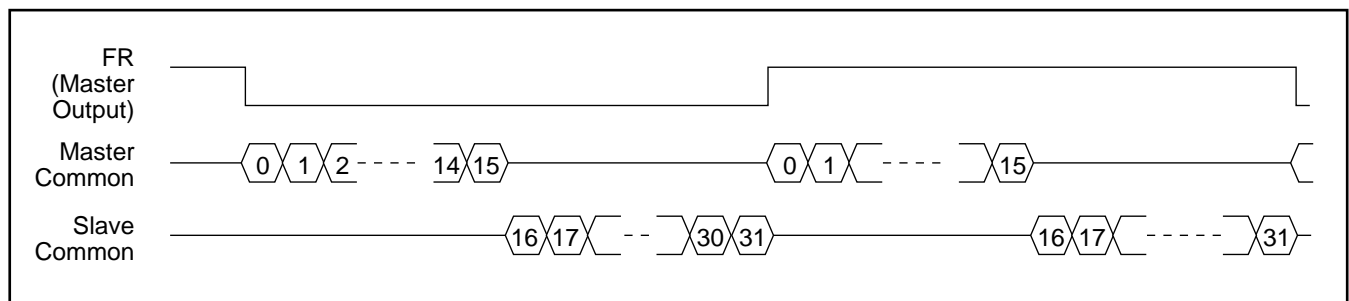 FR
(Master
Output)
Master
Common
0 1 2 14 15 0 1 15
Slave
Common
16 17 30 31 16 17 31